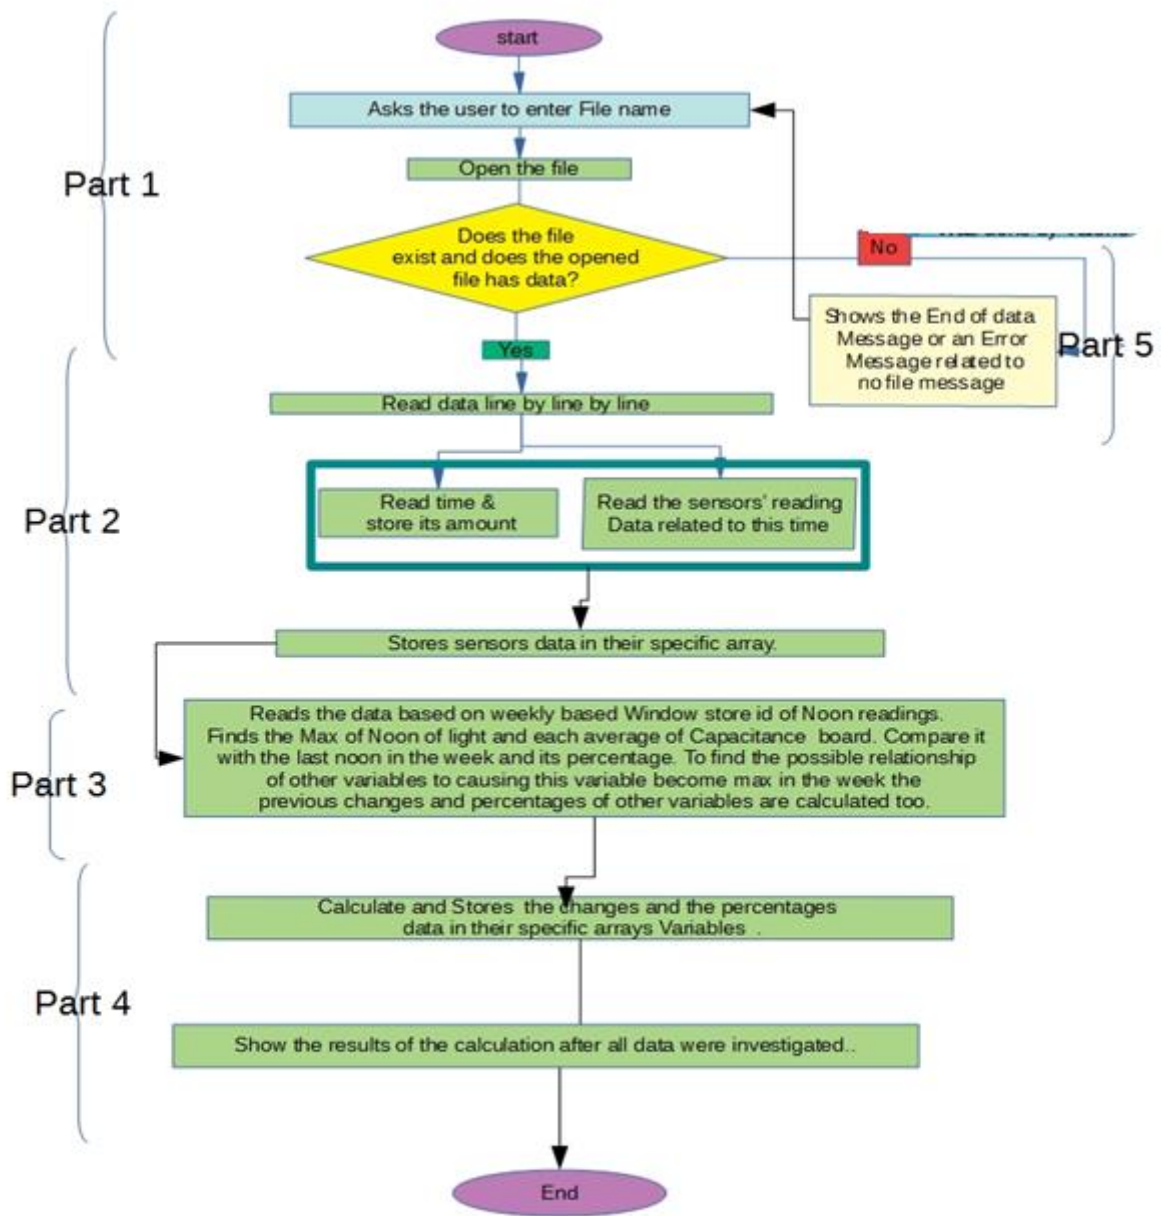 start
Asks the user to enter File name
Open the file
Part 1
Does the file
exist and does the opened
file has data?
No
Shows the End of data
Message or an Error
Message related to
no file message
Part 5
Yes
Read data line by line by line
Part 2
Read time &
store its amount
Read the sensors' reading
Data related to this time
Stores sensors data in their specific array.
Part 3
Reads the data based on weekly based Window store id of Noon readings.
Finds the Max of Noon of light and each average of Capacitance board. Compare it
with the last noon in the week and its percentage. To find the possible relationship
of other variables to causing this variable become max in the week the
previous changes and percentages of other variables are calculated too.
Part 4
Calculate and Stores the changes and the percentages
data in their specific arrays Variables .
Show the results of the calculation after all data were investigated..
End